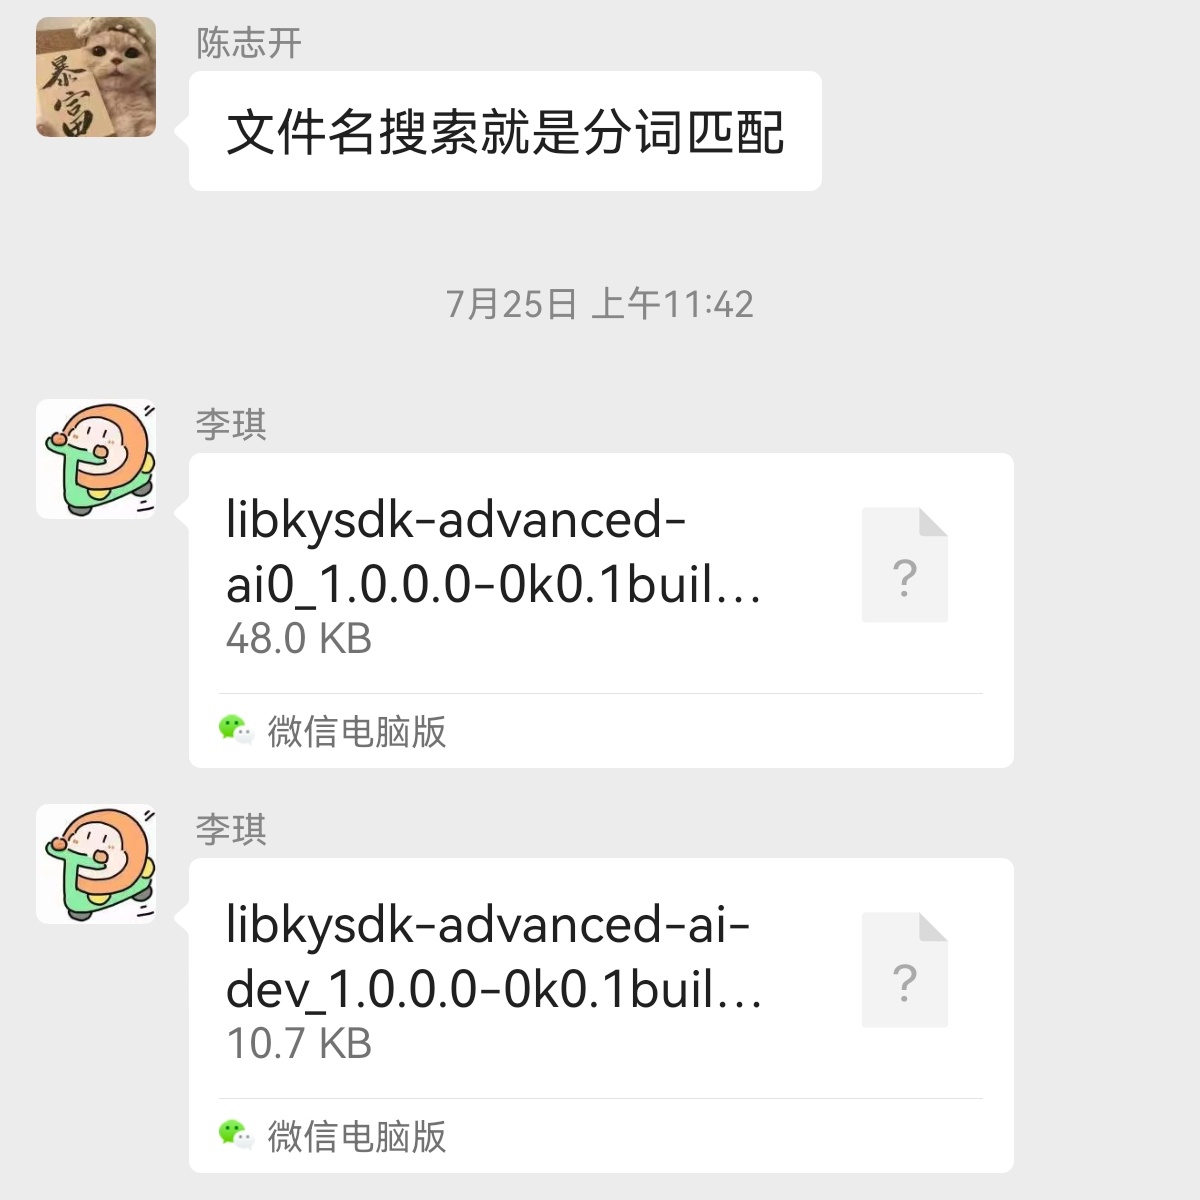 陈志开
暴富
文件名搜索就是分词匹配
7月25日 上午11:42
李琪
libkysdk-advanced-
ai0_1.0.0.0-0k0.1buil...
48.0 KB
?
微信电脑版
李琪
libkysdk-advanced-ai-
dev_1.0.0.0-0k0.1buil...
10.7 KB
?
微信电脑版